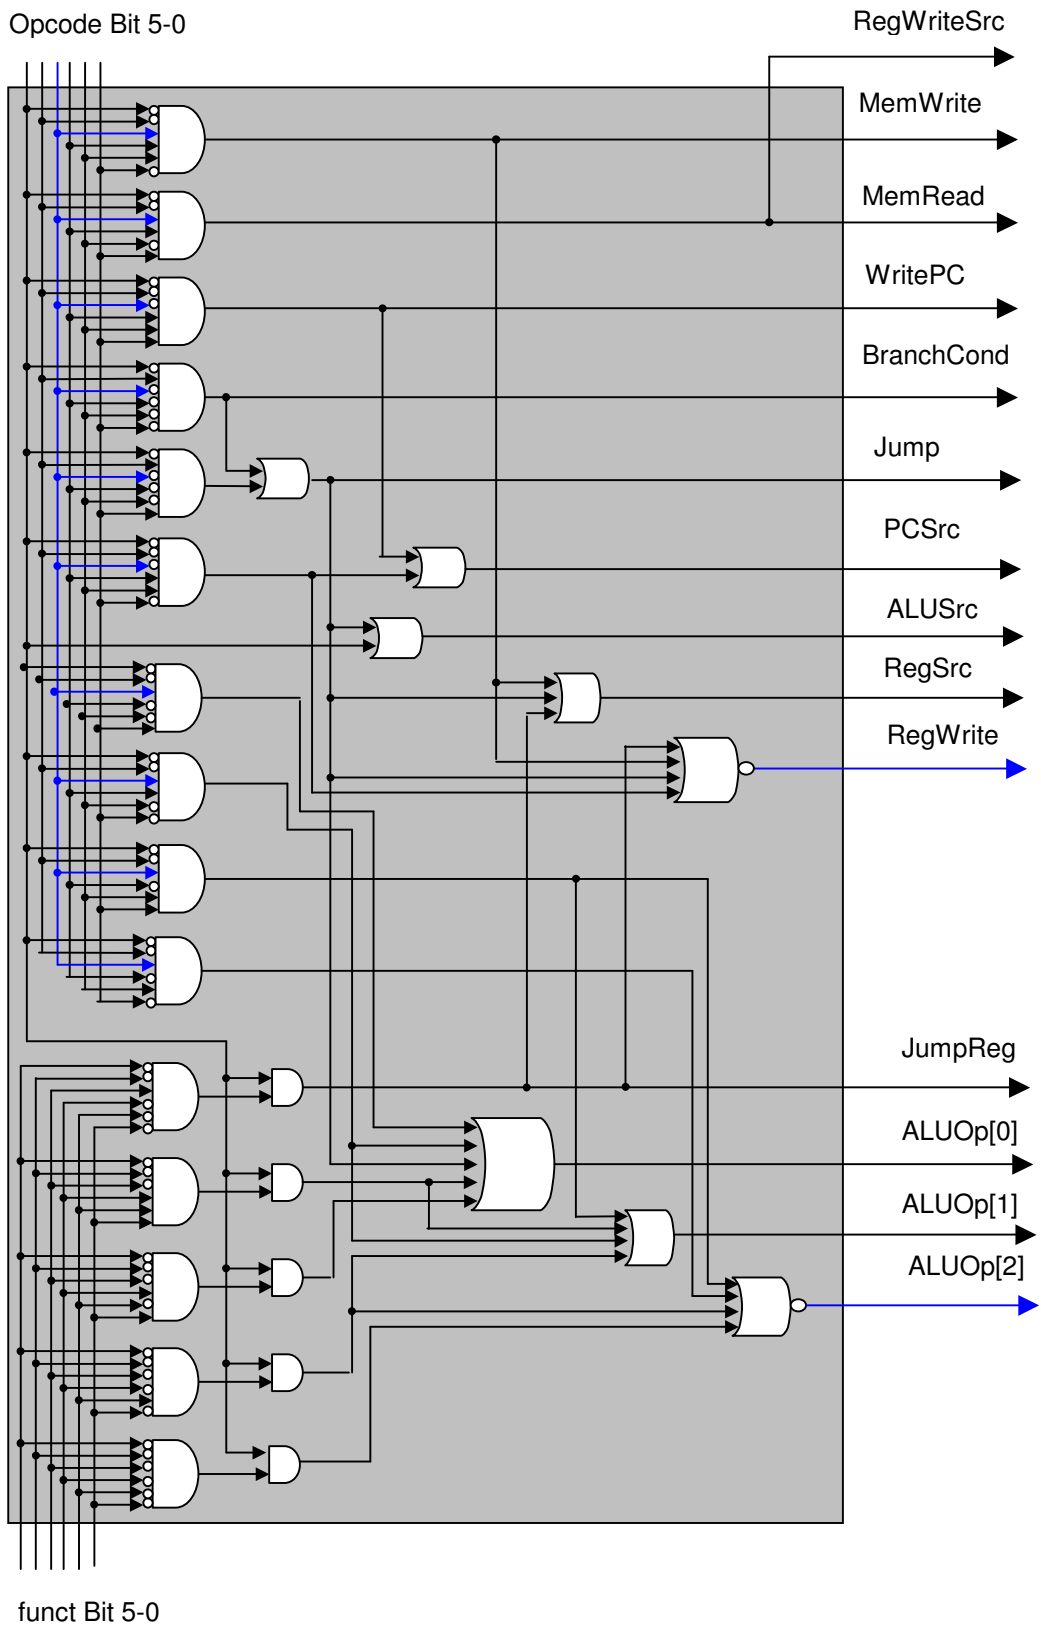 Opcode Bit 5-0
RegWriteSrc
MemWrite
MemRead
WritePC
BranchCond
Jump
PCSrc
ALUSrc
RegSrc
RegWrite
JumpReg
ALUOp[0]
ALUOp[1]
ALUOp[2]
funct Bit 5-0